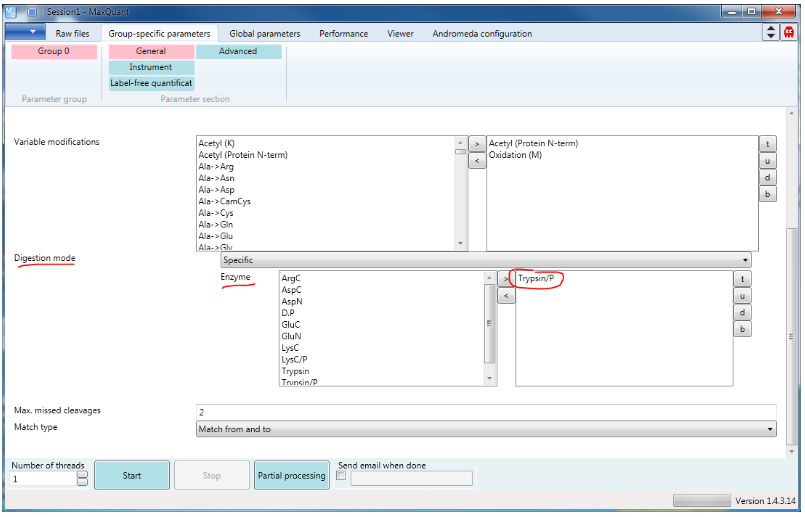 Session1 - MaxQuant
Raw files Group-specific parameters Global parameters Performance Viewer Andromeda configuration
Group 0 General Advanced
Instrument
Label-free quantificat
Parameter group Parameter section
Variable modifications
Acetyl (K)
Acetyl (Protein N-term)
Ala->Arg
Ala->Asn
Ala->Asp
Ala->CamCys
Ala->Cys
Ala->Gln
Ala->Glu
Ala->Gly
>
<
Acetyl (Protein N-term)
Oxidation (M)
t
u
d
b
Digestion mode Specific
Enzyme
ArgC
AspC
AspN
D.P
GluC
GluN
LysC
LysC/P
Trypsin
Trypsin/P
>
<
Trypsin/P
t
u
d
b
Max. missed cleavages 2
Match type Match from and to
Number of threads
1
Start Stop Partial processing
Send email when done
Version 1.4.3.14